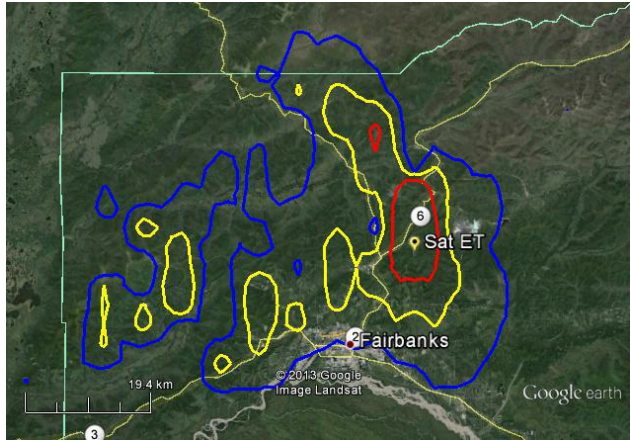 6
Sat ET
2
Fairbanks
© 2013 Google
Image Landsat
19.4 km
Google earth
3